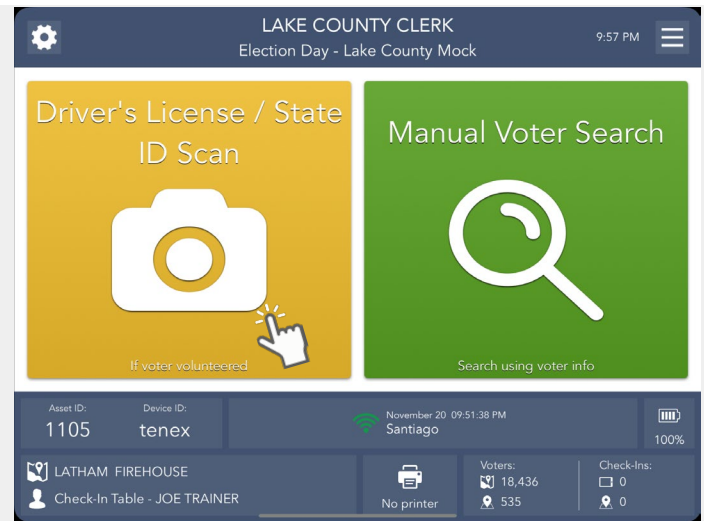 LAKE COUNTY CLERK
Election Day - Lake County Mock
9:57 PM
Driver's License / State
ID Scan
If voter volunteered
Manual Voter Search
Search using voter info
Asset ID:
1105
Device ID:
tenex
November 20 09:51:38 PM
Santiago
100%
LATHAM FIREHOUSE
Check-In Table - JOE TRAINER
No printer
Voters:
18,436
535
Check-Ins:
0
0